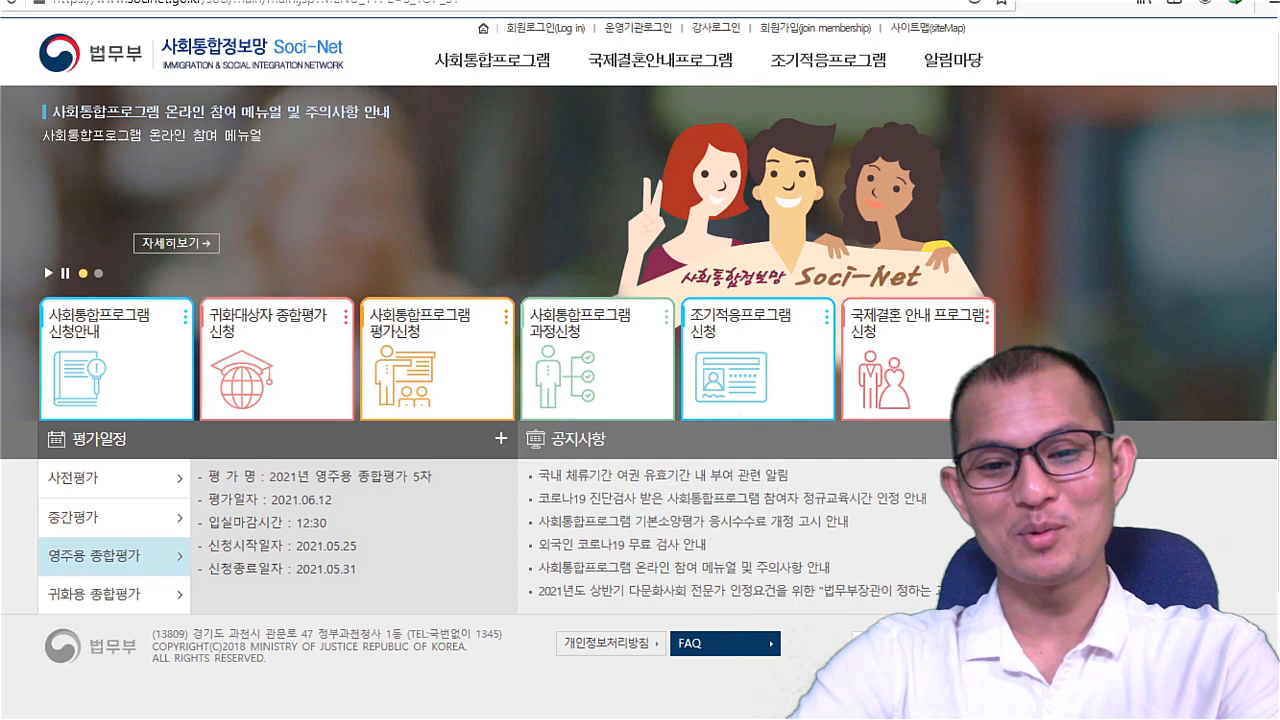 회원로그인(Log in) | 운영기관로그인 | 강사로그인 | 회원가입(join membership) | 사이트맵(siteMap)
법무부
사회통합정보망 Soci-Net
IMMIGRATION & SOCIAL INTEGRATION NETWORK
사회통합프로그램 국제결혼안내프로그램 조기적응프로그램 알림마당
사회통합프로그램 온라인 참여 메뉴얼 및 주의사항 안내
사회통합프로그램 온라인 참여 메뉴얼
자세히보기→
사회통합정보망 Soci-Net
사회통합프로그램
신청안내
귀화대상자 종합평가
신청
사회통합프로그램
평가신청
사회통합프로그램
과정신청
조기적응프로그램
신청
국제결혼 안내 프로그램
신청
평가일정 +
사전평가
중간평가
영주용 종합평가
귀화용 종합평가
- 평 가 명 : 2021년 영주용 종합평가 5차
- 평가일자 : 2021.06.12
- 입실마감시간 : 12:30
- 신청시작일자 : 2021.05.25
- 신청종료일자 : 2021.05.31
공지사항
국내 체류기간 여권 유효기간 내 부여 관련 알림
코로나19 진단검사 받은 사회통합프로그램 참여자 정규교육시간 인정 안내
사회통합프로그램 기본소양평가 응시수수료 개정 고시 안내
외국인 코로나19 무료 검사 안내
사회통합프로그램 온라인 참여 메뉴얼 및 주의사항 안내
2021년도 상반기 다문화사회 전문가 인정요건을 위한 "법무부장관이 정하는
법무부
(13809) 경기도 과천시 관문로 47 정부과천청사 1동 (TEL:국번없이 1345)
COPYRIGHT(C)2018 MINISTRY OF JUSTICE REPUBLIC OF KOREA.
ALL RIGHTS RESERVED.
개인정보처리방침
FAQ